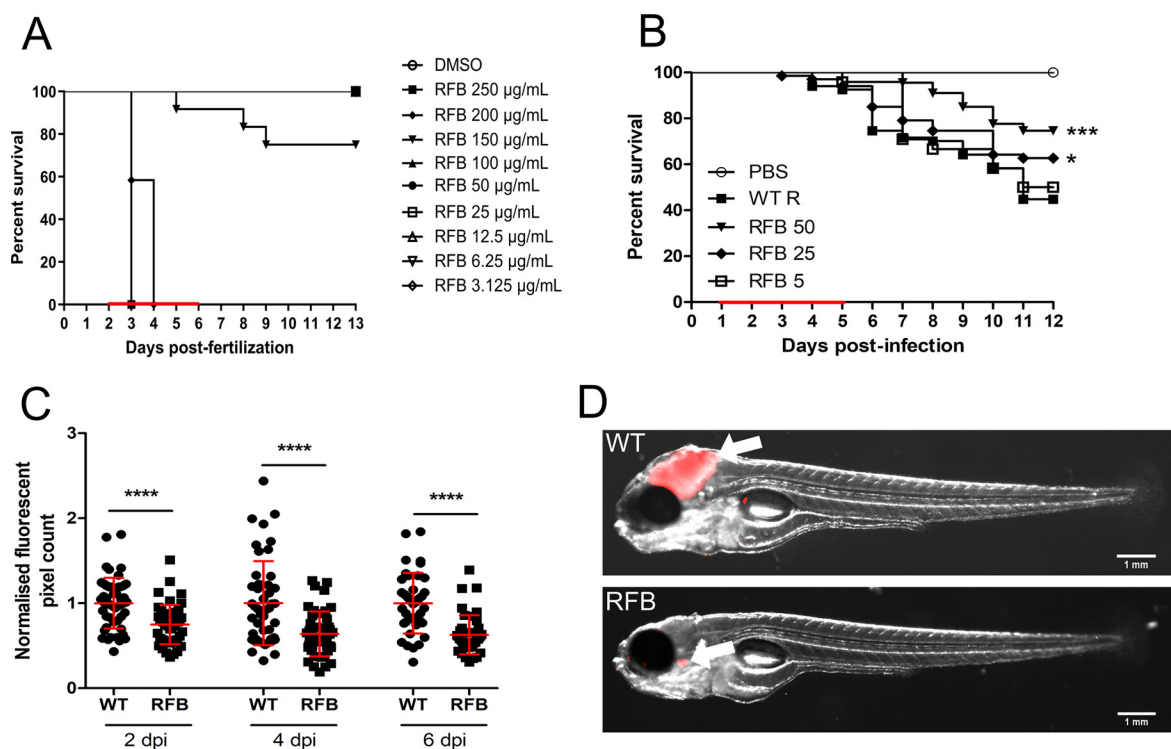 A
Percent survival
100
80
60
40
20
0
0 1 2 3 4 5 6 7 8 9 10 11 12 13
Days post-fertilization
DMSO
RFB 250 µg/mL
RFB 200 µg/mL
RFB 150 µg/mL
RFB 100 µg/mL
RFB 50 µg/mL
RFB 25 µg/mL
RFB 12.5 µg/mL
RFB 6.25 µg/mL
RFB 3.125 µg/mL
B
Percent survival
100
80
60
40
20
0
0 1 2 3 4 5 6 7 8 9 10 11 12
Days post-infection
PBS
WT R
RFB 50
RFB 25
RFB 5
***
*
C
Normalised fluorescent
pixel count
3
2
1
0
****
****
****
WT RFB WT RFB WT RFB
2 dpi 4 dpi 6 dpi
D
WT
1 mm
RFB
1 mm